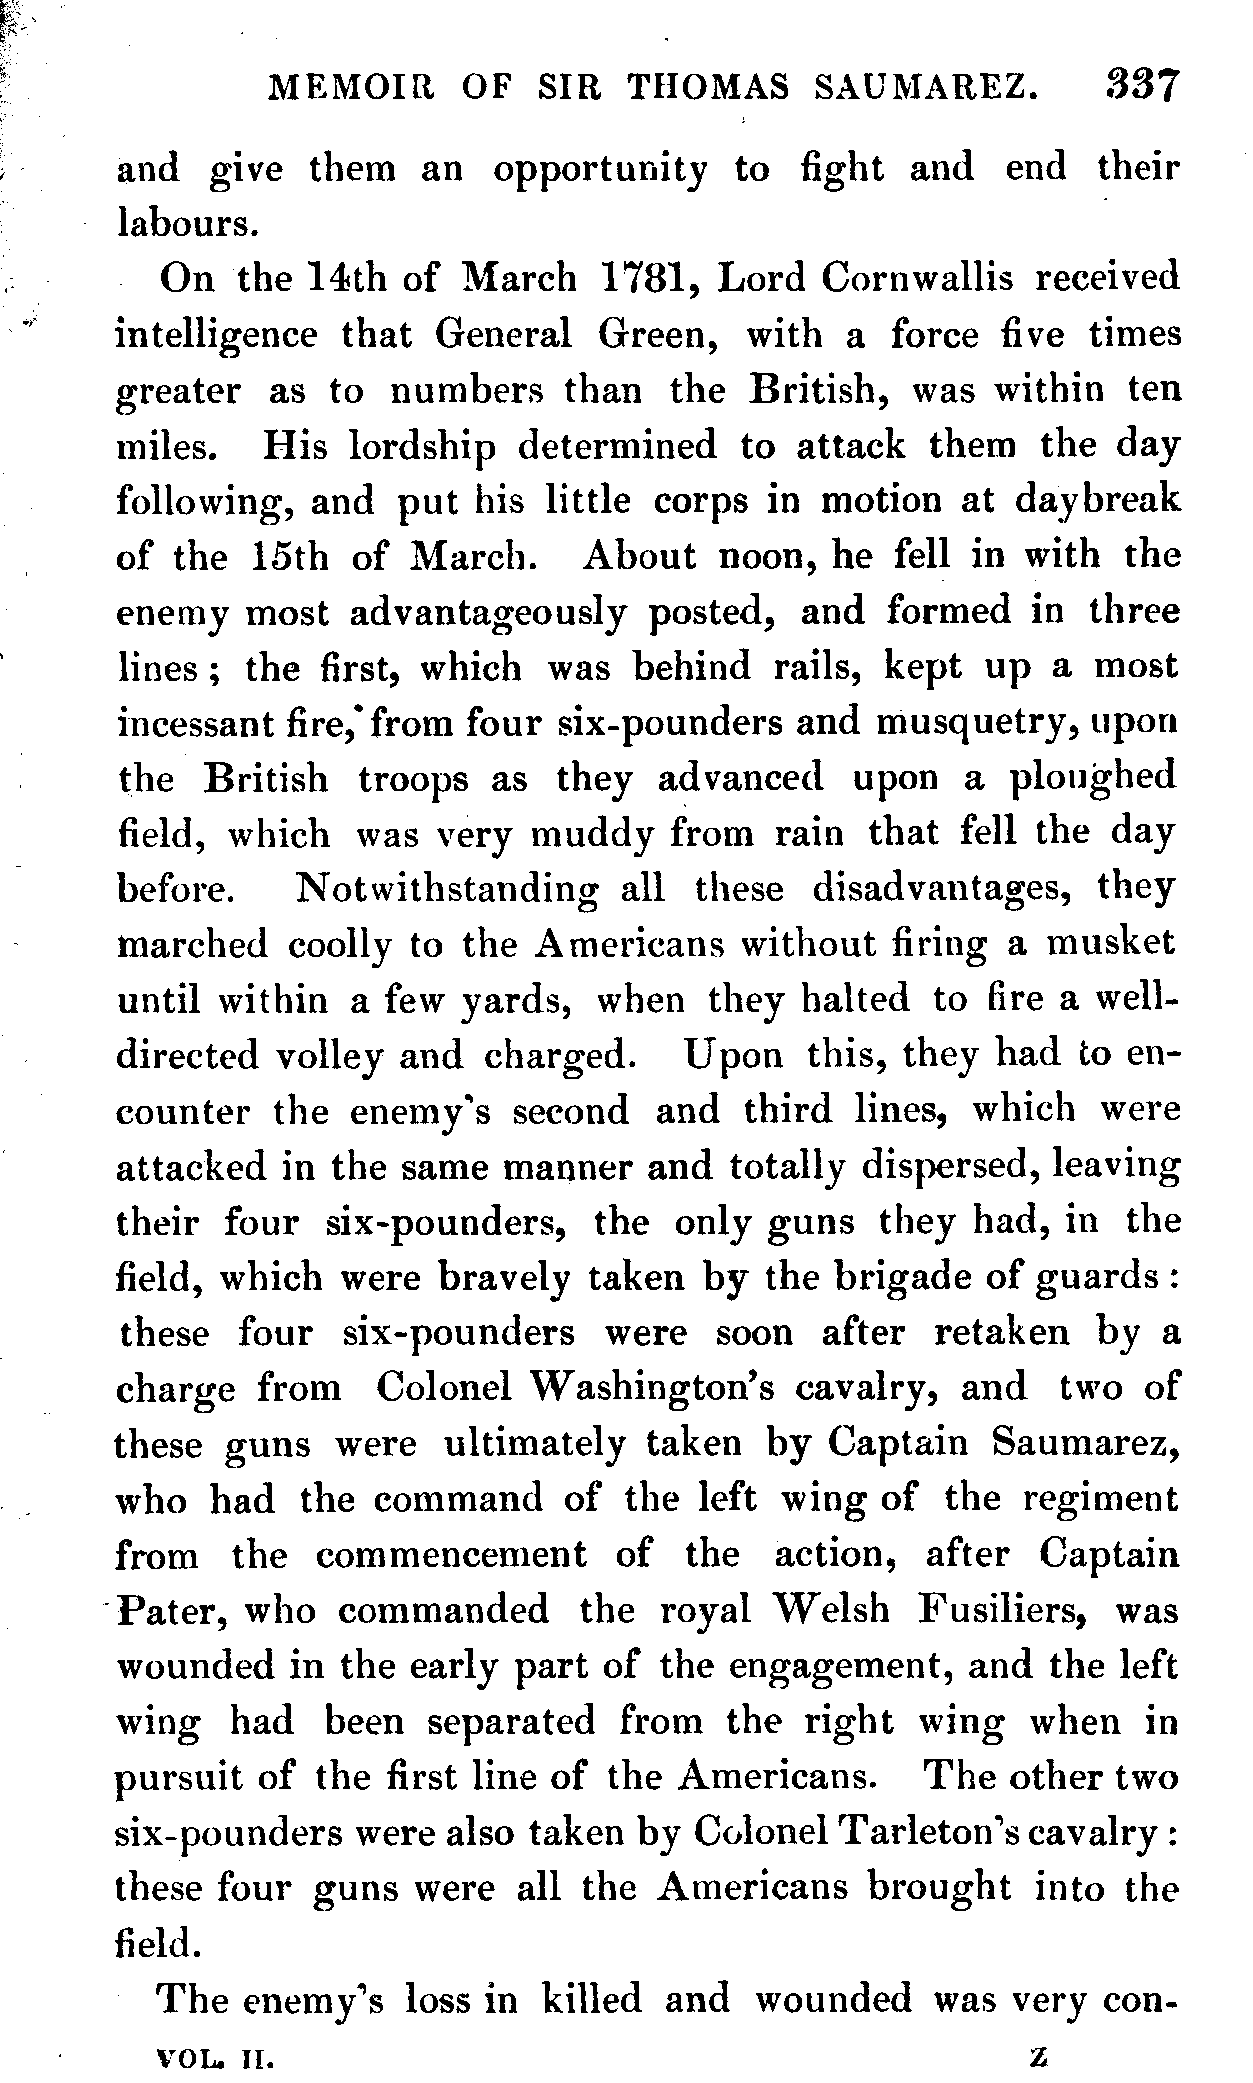 MEMOIR OF SIR THOMAS SAUMAREZ. 337
and give them an opportunity to fight and end their
labours.
On the 14th of March 1781, Lord Cornwallis received
intelligence that General Green, with a force five times
greater as to numbers than the British, was within ten
miles. His lordship determined to attack them the day
following, and put his little corps in motion at daybreak
of the 15th of March. About noon, he fell in with the
enemy most advantageously posted, and formed in three
lines; the first, which was behind rails, kept up a most
incessant fire, from four six-pounders and musquetry, upon
the British troops as they advanced upon a ploughed
field, which was very muddy from rain that fell the day
before. Notwithstanding all these disadvantages, they
marched coolly to the Americans without firing a musket
until within a few yards, when they halted to fire a well-
directed volley and charged. Upon this, they had to en-
counter the enemy's second and third lines, which were
attacked in the same manner and totally dispersed, leaving
their four six-pounders, the only guns they had, in the
field, which were bravely taken by the brigade of guards:
these four six-pounders were soon after retaken by a
charge from Colonel Washington's cavalry, and two of
these guns were ultimately taken by Captain Saumarez,
who had the command of the left wing of the regiment
from the commencement of the action, after Captain
Pater, who commanded the royal Welsh Fusiliers, was
wounded in the early part of the engagement, and the left
wing had been separated from the right wing when in
pursuit of the first line of the Americans. The other two
six-pounders were also taken by Colonel Tarleton's cavalry:
these four guns were all the Americans brought into the
field.
The enemy's loss in killed and wounded was very con-
VOL. II. Z